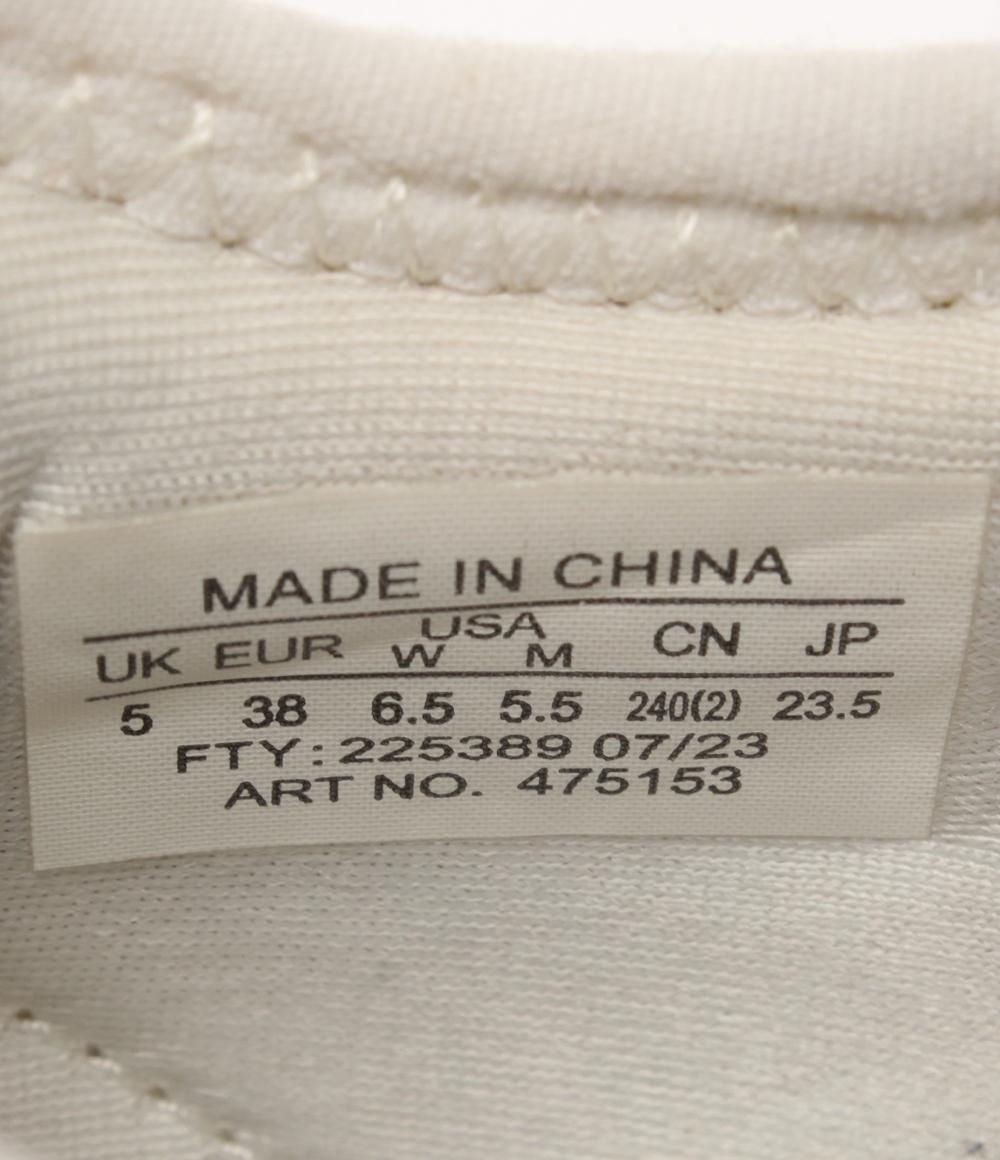 MADE IN CHINA
UK EUR USA W M CN JP
5 38 6.5 5.5 240(2) 23.5
FTY: 225389 07/23
ART NO. 475153